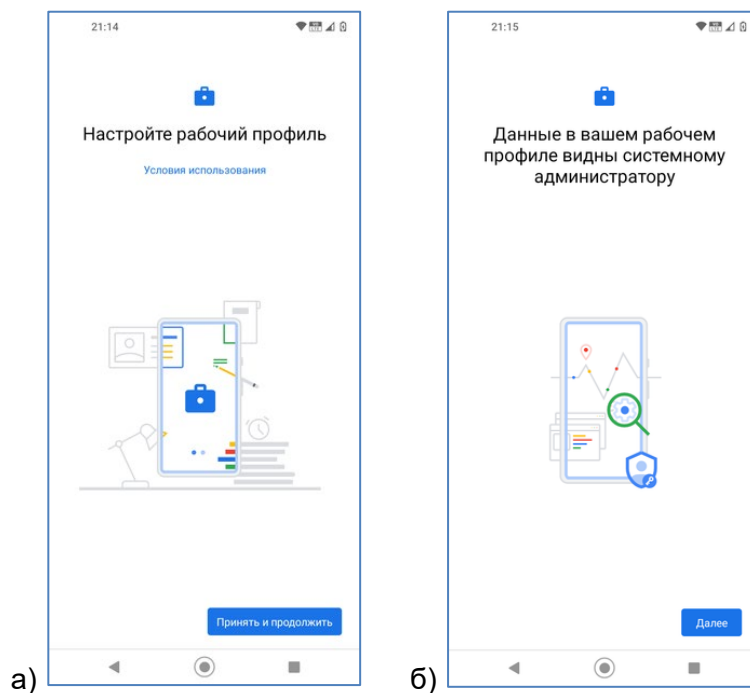 21:14
Настройте рабочий профиль
Условия использования
Принять и продолжить
а)
21:15
Данные в вашем рабочем
профиле видны системному
администратору
Далее
б)